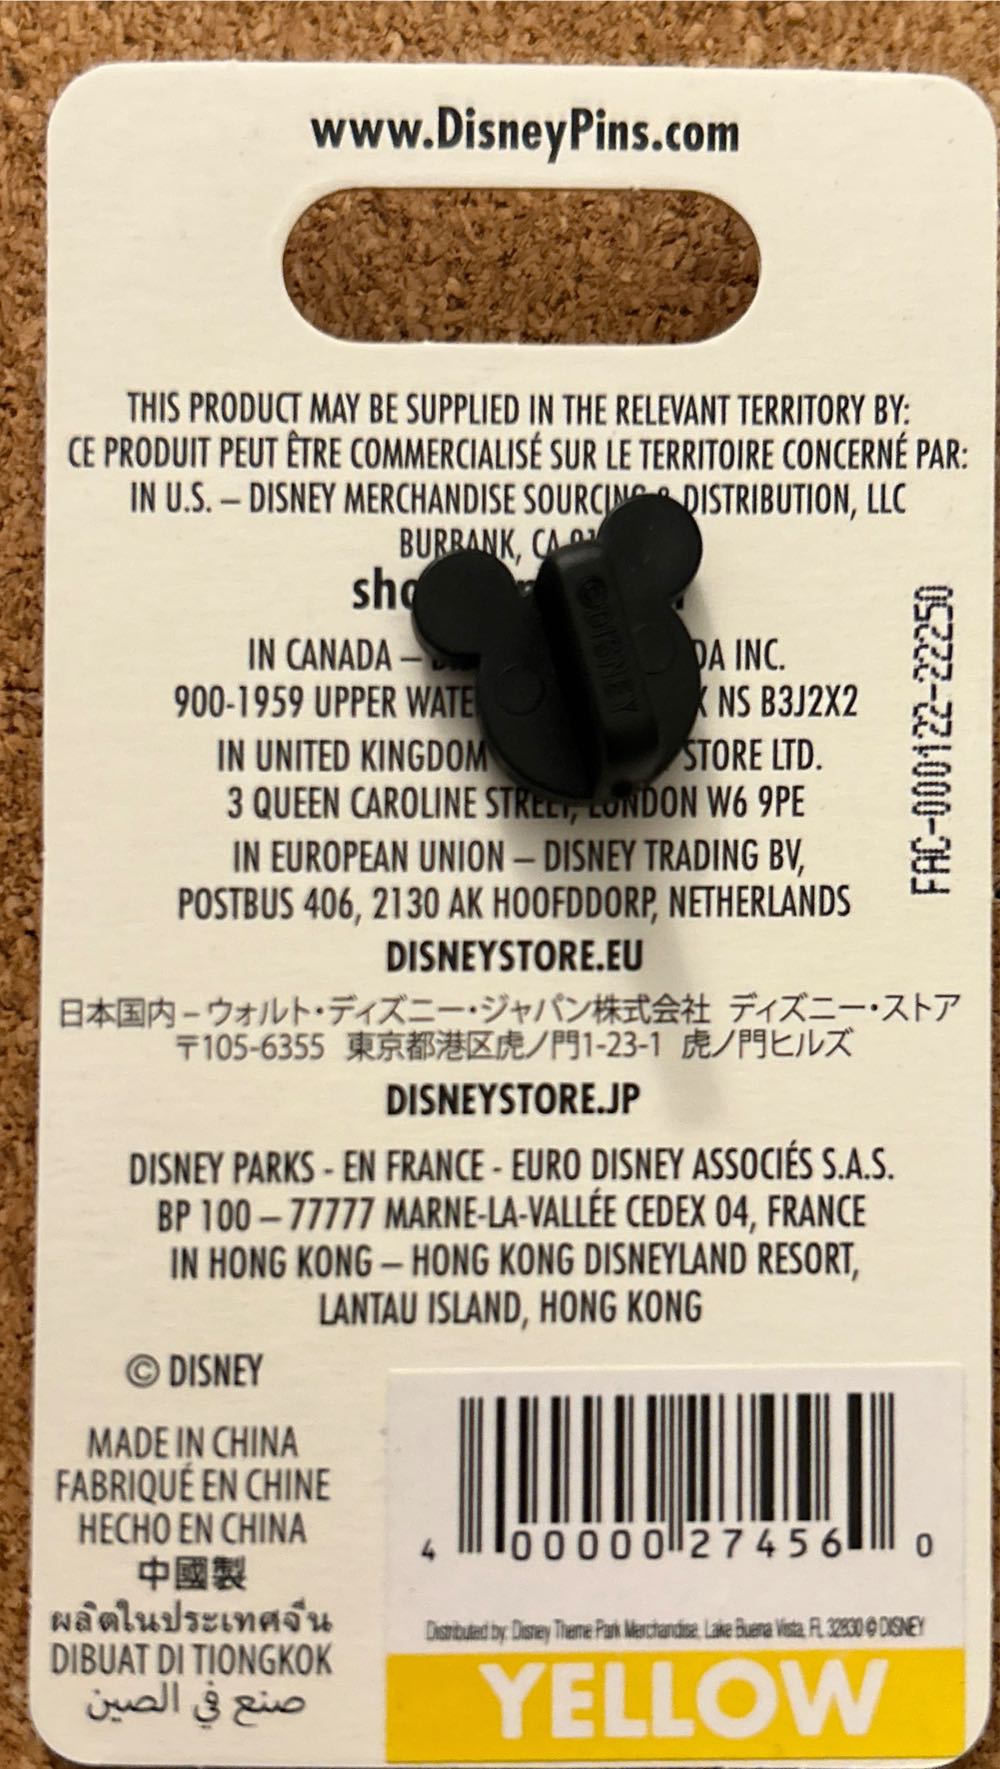 www.DisneyPins.com
THIS PRODUCT MAY BE SUPPLIED IN THE RELEVANT TERRITORY BY:
CE PRODUIT PEUT ÊTRE COMMERCIALISÉ SUR LE TERRITOIRE CONCERNÉ PAR:
IN U.S. – DISNEY MERCHANDISE SOURCING & DISTRIBUTION, LLC
BURBANK, CA
IN CANADA – INC.
900-1959 UPPER NS B3J2X2
IN UNITED KINGDOM STORE LTD.
3 QUEEN CAROLINE STREET, LONDON W6 9PE
IN EUROPEAN UNION – DISNEY TRADING BV,
POSTBUS 406, 2130 AK HOOFDDORP, NETHERLANDS
DISNEYSTORE.EU
日本国内 – ウォルト・ディズニー・ジャパン株式会社 ディズニー・ストア
〒105-6355 東京都港区虎ノ門1-23-1 虎ノ門ヒルズ
DISNEYSTORE.JP
DISNEY PARKS - EN FRANCE - EURO DISNEY ASSOCIÉS S.A.S.
BP 100 – 77777 MARNE-LA-VALLÉE CEDEX 04, FRANCE
IN HONG KONG – HONG KONG DISNEYLAND RESORT,
LANTAU ISLAND, HONG KONG
©DISNEY
FAC-000122-22250
© DISNEY
MADE IN CHINA
FABRIQUÉ EN CHINE
HECHO EN CHINA
中國製
ผลิตในประเทศจีน
DIBUAT DI TIONGKOK
صنع في الصين
4 00000 27456 0
Distributed by: Disney Theme Park Merchandise, Lake Buena Vista, FL 32830 © DISNEY
YELLOW